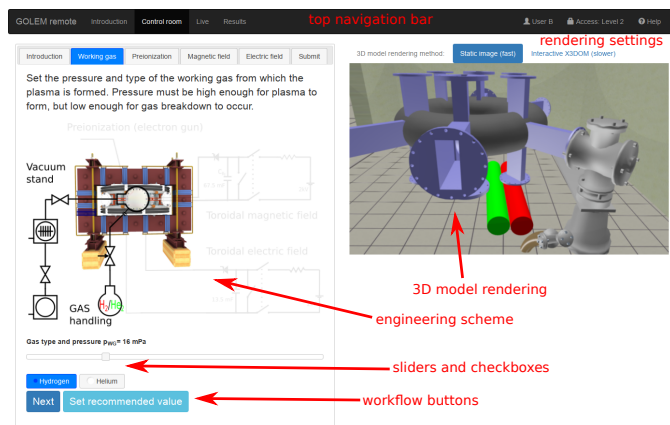 GOLEM remote Introduction Control room Live Results top navigation bar User B Access: Level 2 Help
rendering settings
Introduction Working gas Preionization Magnetic field Electric field Submit
3D model rendering method: Static image (fast) Interactive X3DOM (slower)
Set the pressure and type of the working gas from which the
plasma is formed. Pressure must be high enough for plasma to
form, but low enough for gas breakdown to occur.
Preionization (electron gun)
Vacuum
stand
Toroidal magnetic field
Toroidal electric field
H₂/He
GAS
handling
3D model rendering
engineering scheme
Gas type and pressure pWG= 16 mPa
sliders and checkboxes
Hydrogen Helium
Next Set recommended value
workflow buttons